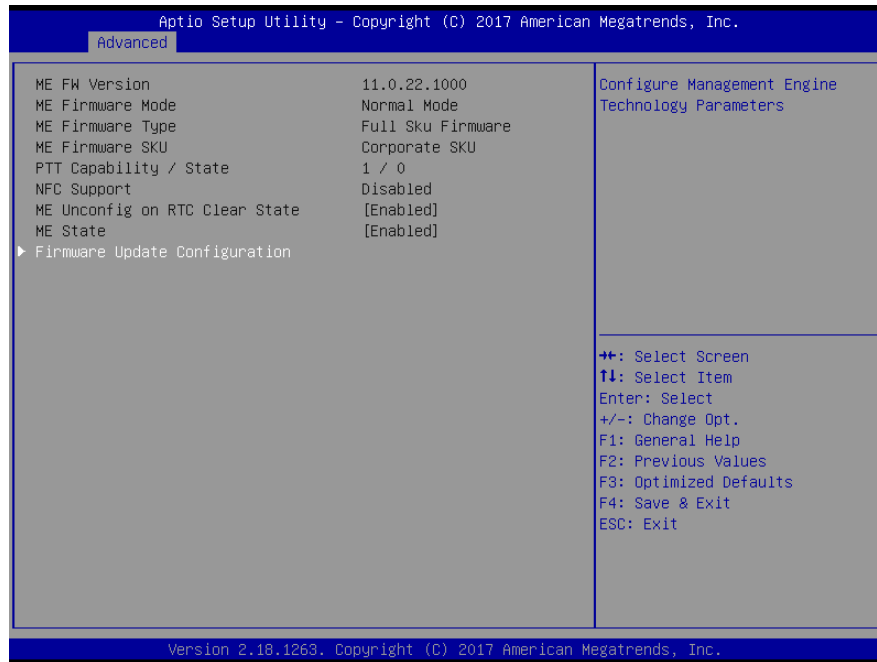 Aptio Setup Utility – Copyright (C) 2017 American Megatrends, Inc.
Advanced
ME FW Version 11.0.22.1000
ME Firmware Mode Normal Mode
ME Firmware Type Full Sku Firmware
ME Firmware SKU Corporate SKU
PTT Capability / State 1 / 0
NFC Support Disabled
ME Unconfig on RTC Clear State [Enabled]
ME State [Enabled]
▶ Firmware Update Configuration
Configure Management Engine
Technology Parameters
→←: Select Screen
↑↓: Select Item
Enter: Select
+/-: Change Opt.
F1: General Help
F2: Previous Values
F3: Optimized Defaults
F4: Save & Exit
ESC: Exit
Version 2.18.1263. Copyright (C) 2017 American Megatrends, Inc.